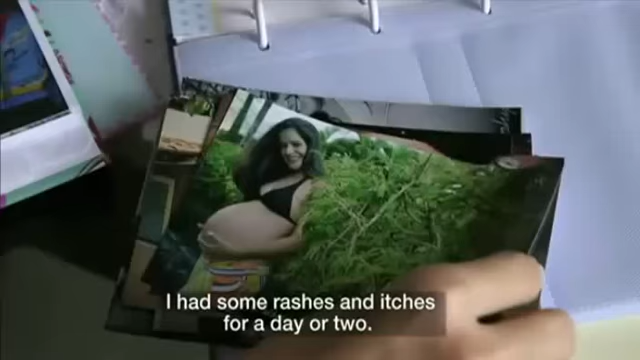 I had some rashes and itches
for a day or two.